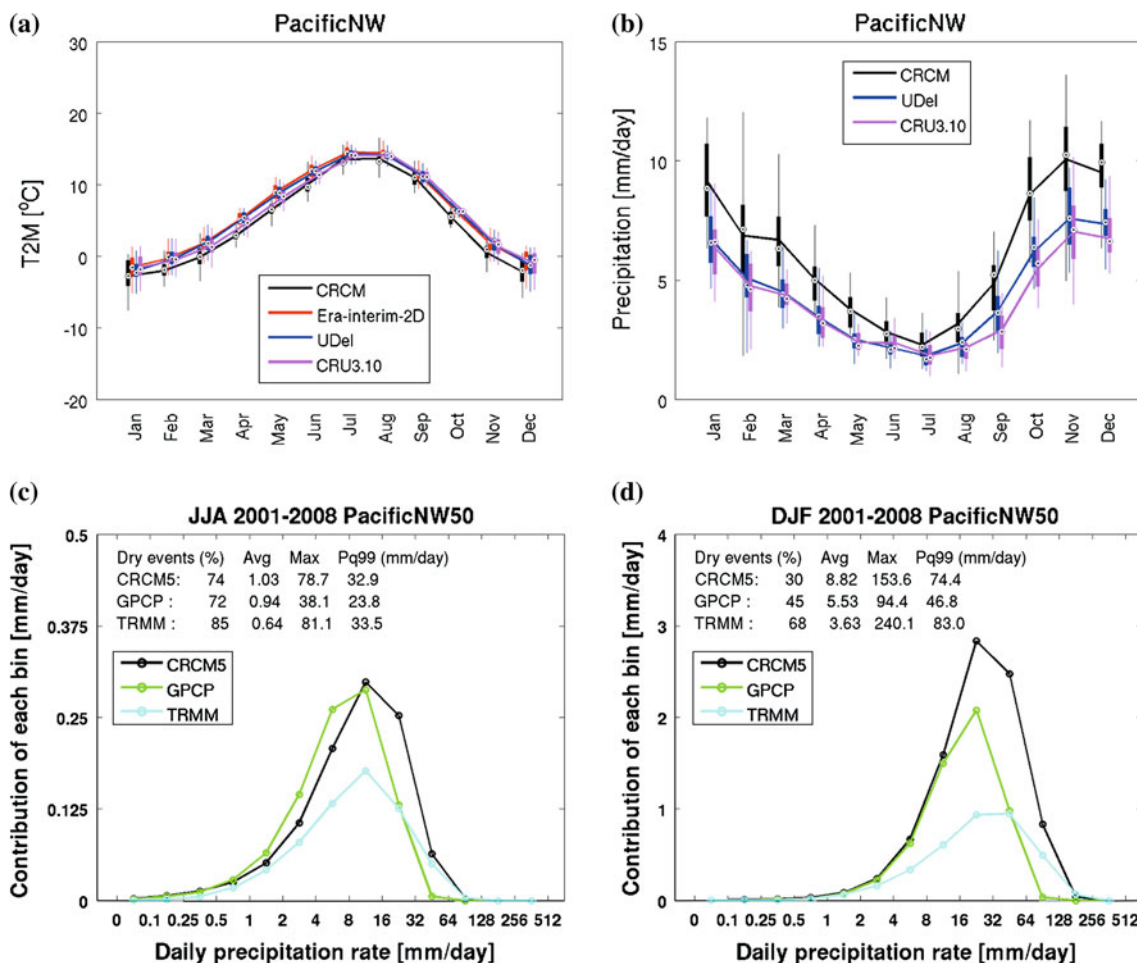 (a)
PacificNW
30
20
10
0
-10
-20
T2M [°C]
CRCM
Era-interim-2D
UDel
CRU3.10
Jan Feb Mar Apr May Jun Jul Aug Sep Oct Nov Dec
(b)
PacificNW
15
10
5
0
Precipitation [mm/day]
CRCM
UDel
CRU3.10
Jan Feb Mar Apr May Jun Jul Aug Sep Oct Nov Dec
(c)
JJA 2001-2008 PacificNW50
0.5
0.375
0.25
0.125
0
Contribution of each bin [mm/day]
Dry events (%) Avg Max Pq99 (mm/day)
CRCM5: 74 1.03 78.7 32.9
GPCP : 72 0.94 38.1 23.8
TRMM : 85 0.64 81.1 33.5
CRCM5
GPCP
TRMM
0 0.1 0.25 0.5 1 2 4 8 16 32 64 128 256 512
Daily precipitation rate [mm/day]
(d)
DJF 2001-2008 PacificNW50
4
3
2
1
0
Contribution of each bin [mm/day]
Dry events (%) Avg Max Pq99 (mm/day)
CRCM5: 30 8.82 153.6 74.4
GPCP : 45 5.53 94.4 46.8
TRMM : 68 3.63 240.1 83.0
CRCM5
GPCP
TRMM
0 0.1 0.25 0.5 1 2 4 8 16 32 64 128 256 512
Daily precipitation rate [mm/day]